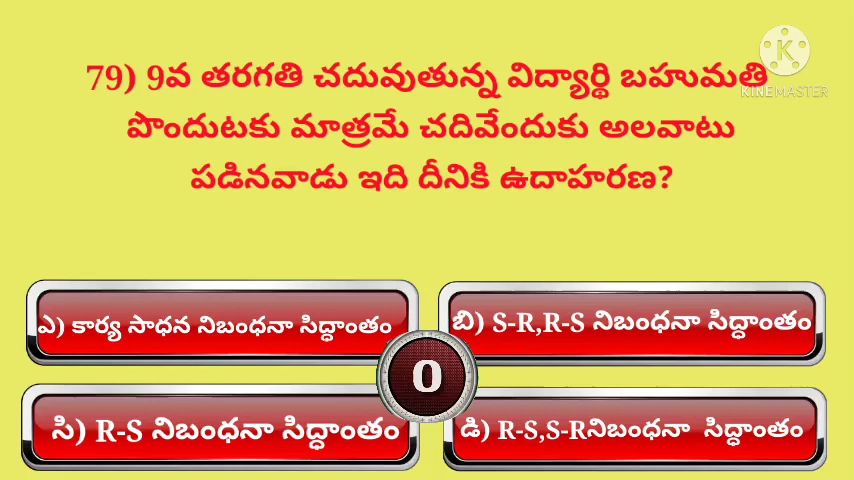 79) 9వ తరగతి చదువుతున్న విద్యార్థి బహుమతి
పొందుటకు మాత్రమే చదివేందుకు అలవాటు
పడినవాడు ఇది దీనికి ఉదాహరణ?
K
KINEMASTER
ఎ) కార్య సాధన నిబంధనా సిద్ధాంతం
బి) S-R,R-S నిబంధనా సిద్ధాంతం
0
సి) R-S నిబంధనా సిద్ధాంతం
డి) R-S,S-Rనిబంధనా సిద్ధాంతం